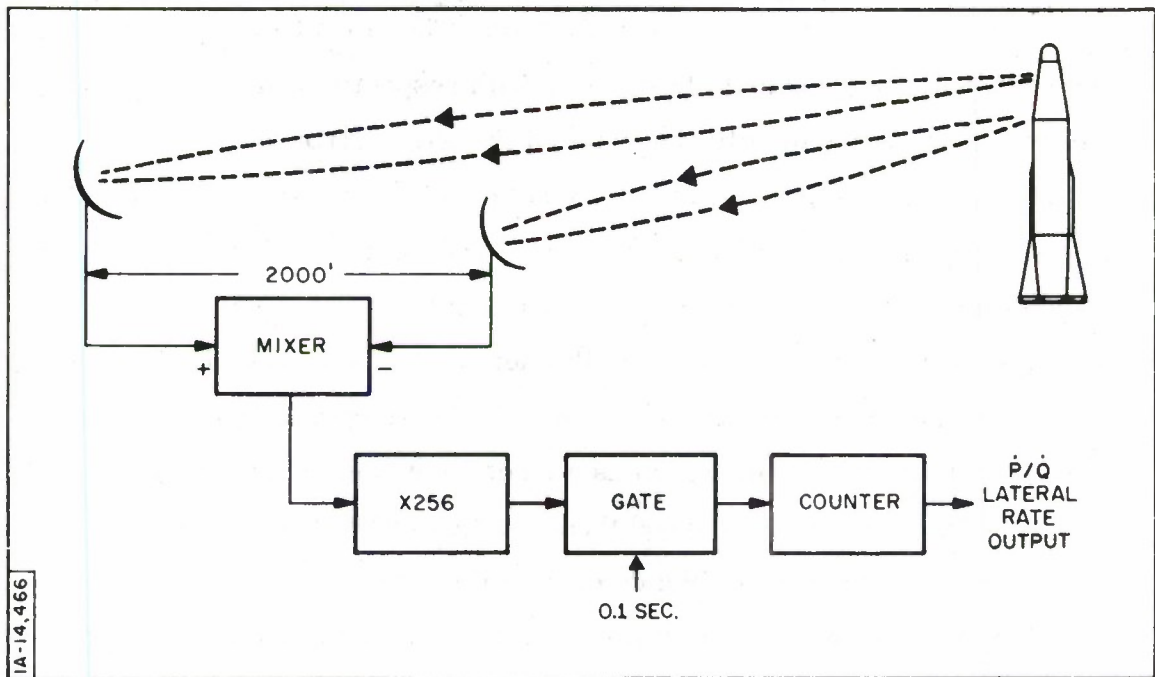 2000'
MIXER
+
-
X256
GATE
COUNTER
Ṗ/Q̇
LATERAL
RATE
OUTPUT
0.1 SEC.
IA-14,466